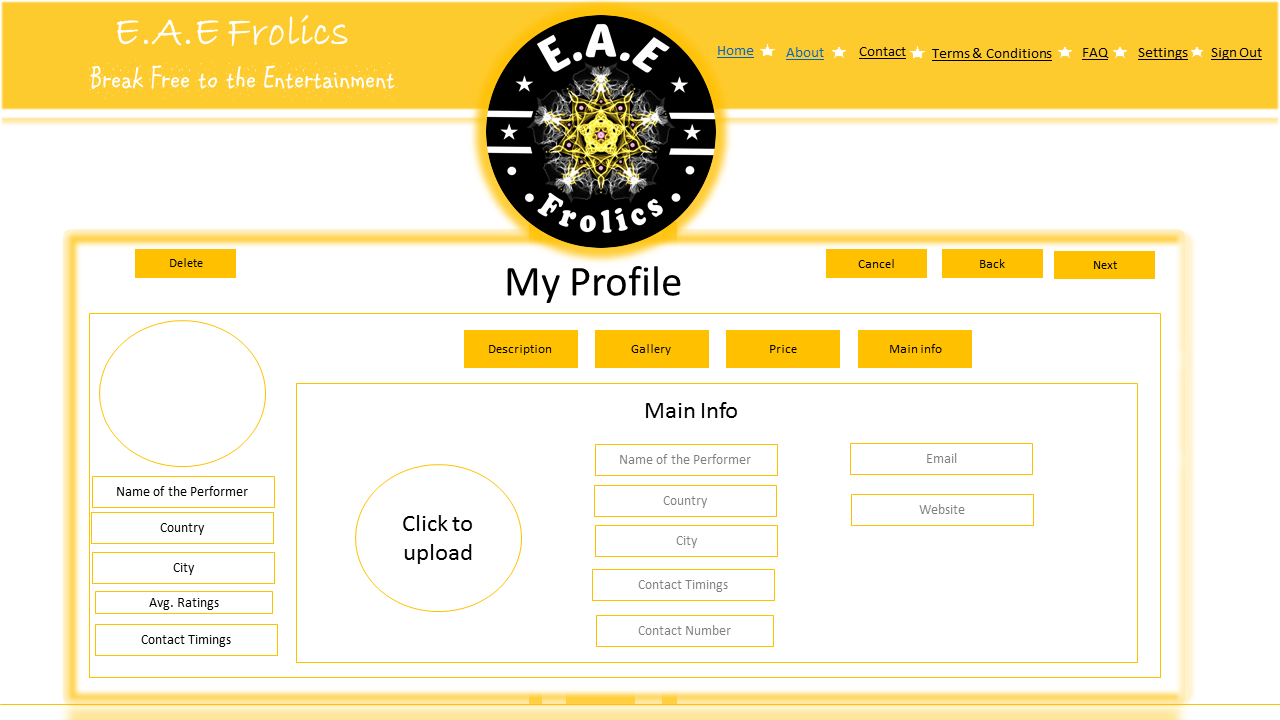 E.A.E Frolics
Break Free to the Entertainment
E.A.E
Frolics
Home
About
Contact
Terms & Conditions
FAQ
Settings
Sign Out
Delete
My Profile
Cancel
Back
Next
Description
Gallery
Price
Main info
Name of the Performer
Country
City
Avg. Ratings
Contact Timings
Main Info
Click to
upload
Name of the Performer
Country
City
Contact Timings
Contact Number
Email
Website